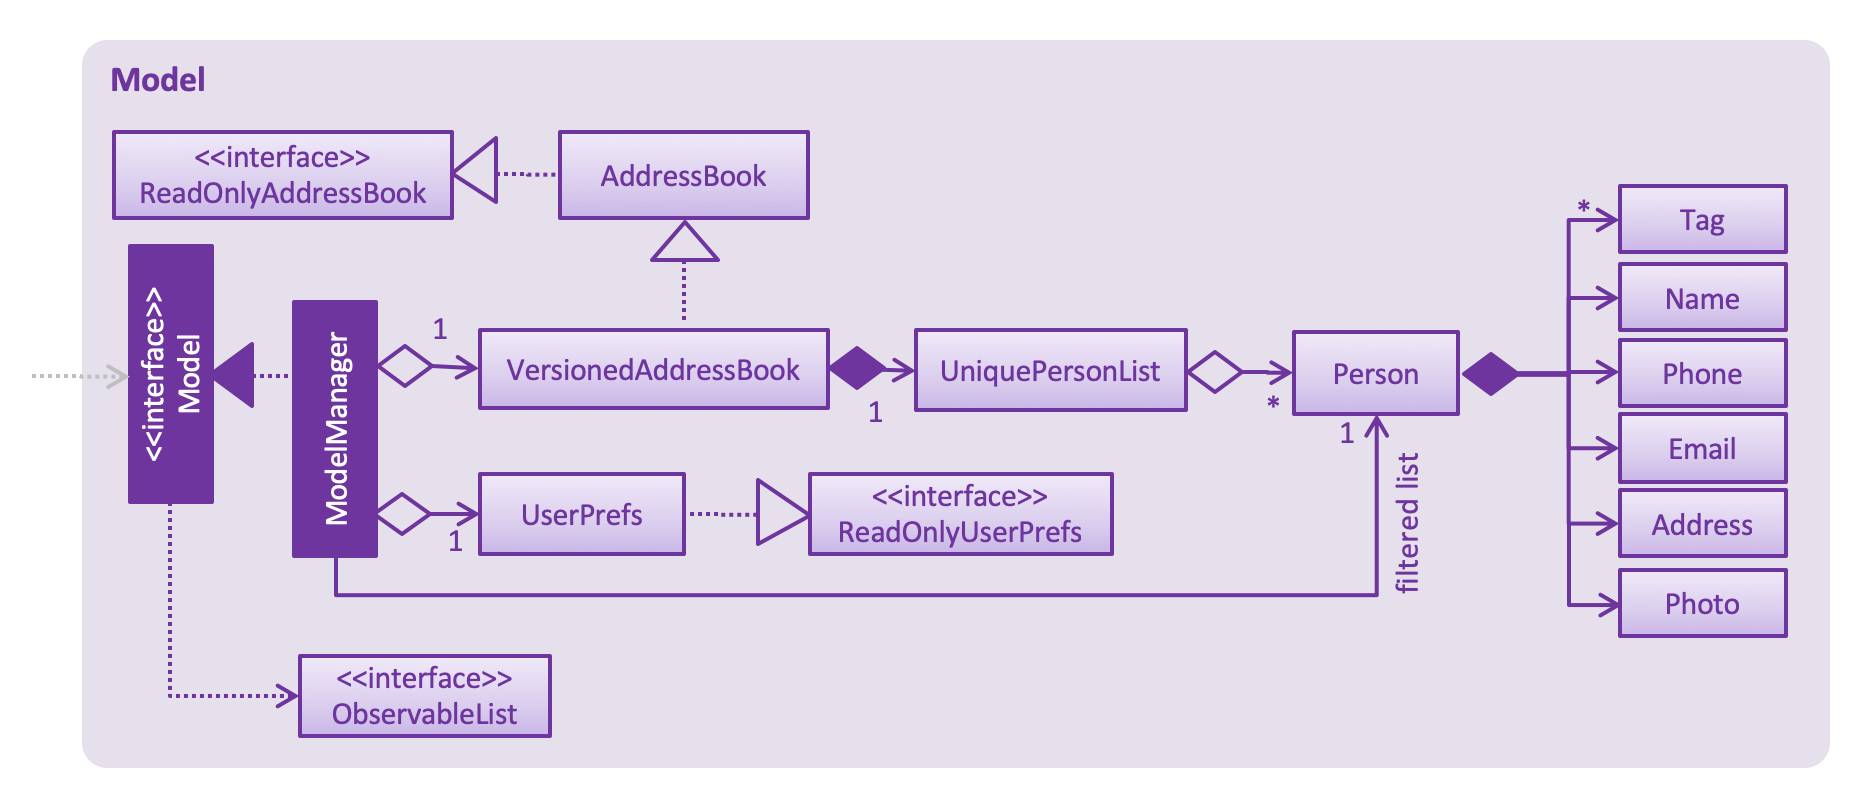 Model
<<interface>>
ReadOnlyAddressBook
AddressBook
<<interface>>
Model
ModelManager
1
VersionedAddressBook
1
UniquePersonList
*
Person
1
filtered list
*
Tag
Name
Phone
Email
Address
Photo
1
UserPrefs
<<interface>>
ReadOnlyUserPrefs
<<interface>>
ObservableList